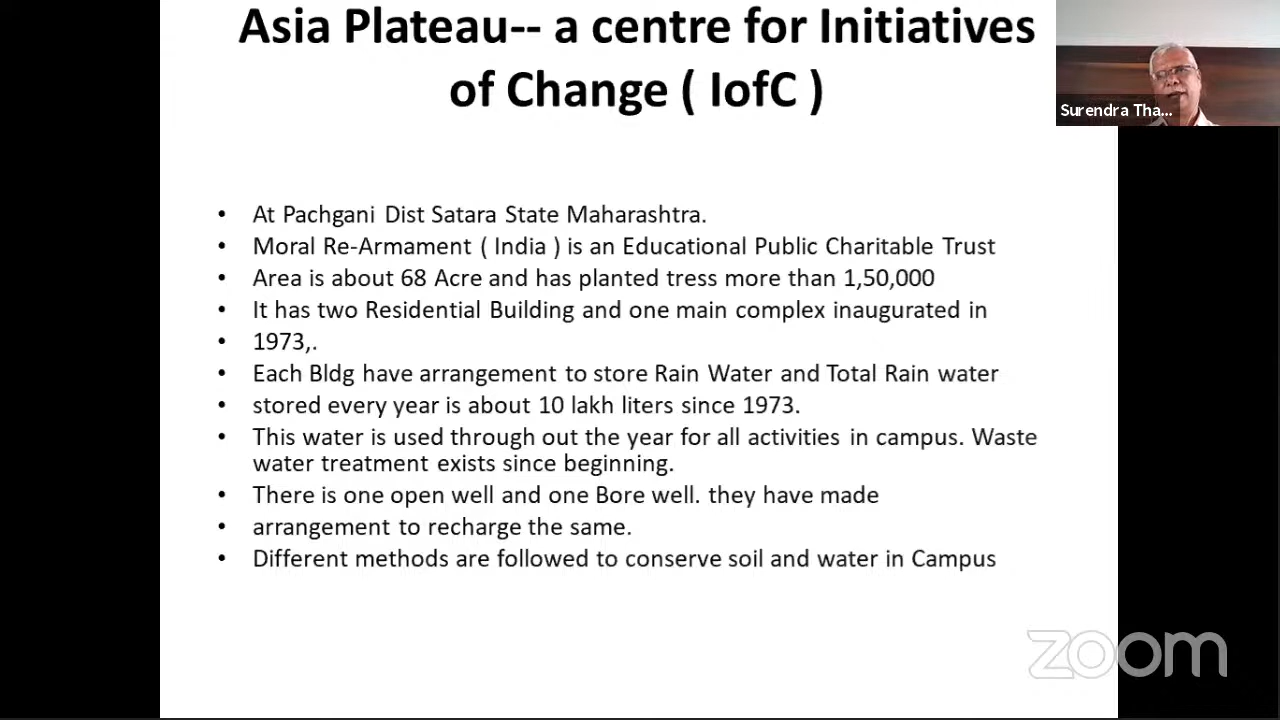 Asia Plateau-- a centre for Initiatives
of Change ( IofC )
Surendra Tha...
• At Pachgani Dist Satara State Maharashtra.
• Moral Re-Armament ( India ) is an Educational Public Charitable Trust
• Area is about 68 Acre and has planted tress more than 1,50,000
• It has two Residential Building and one main complex inaugurated in
• 1973,.
• Each Bldg have arrangement to store Rain Water and Total Rain water
• stored every year is about 10 lakh liters since 1973.
• This water is used through out the year for all activities in campus. Waste
water treatment exists since beginning.
• There is one open well and one Bore well. they have made
• arrangement to recharge the same.
• Different methods are followed to conserve soil and water in Campus
zoom